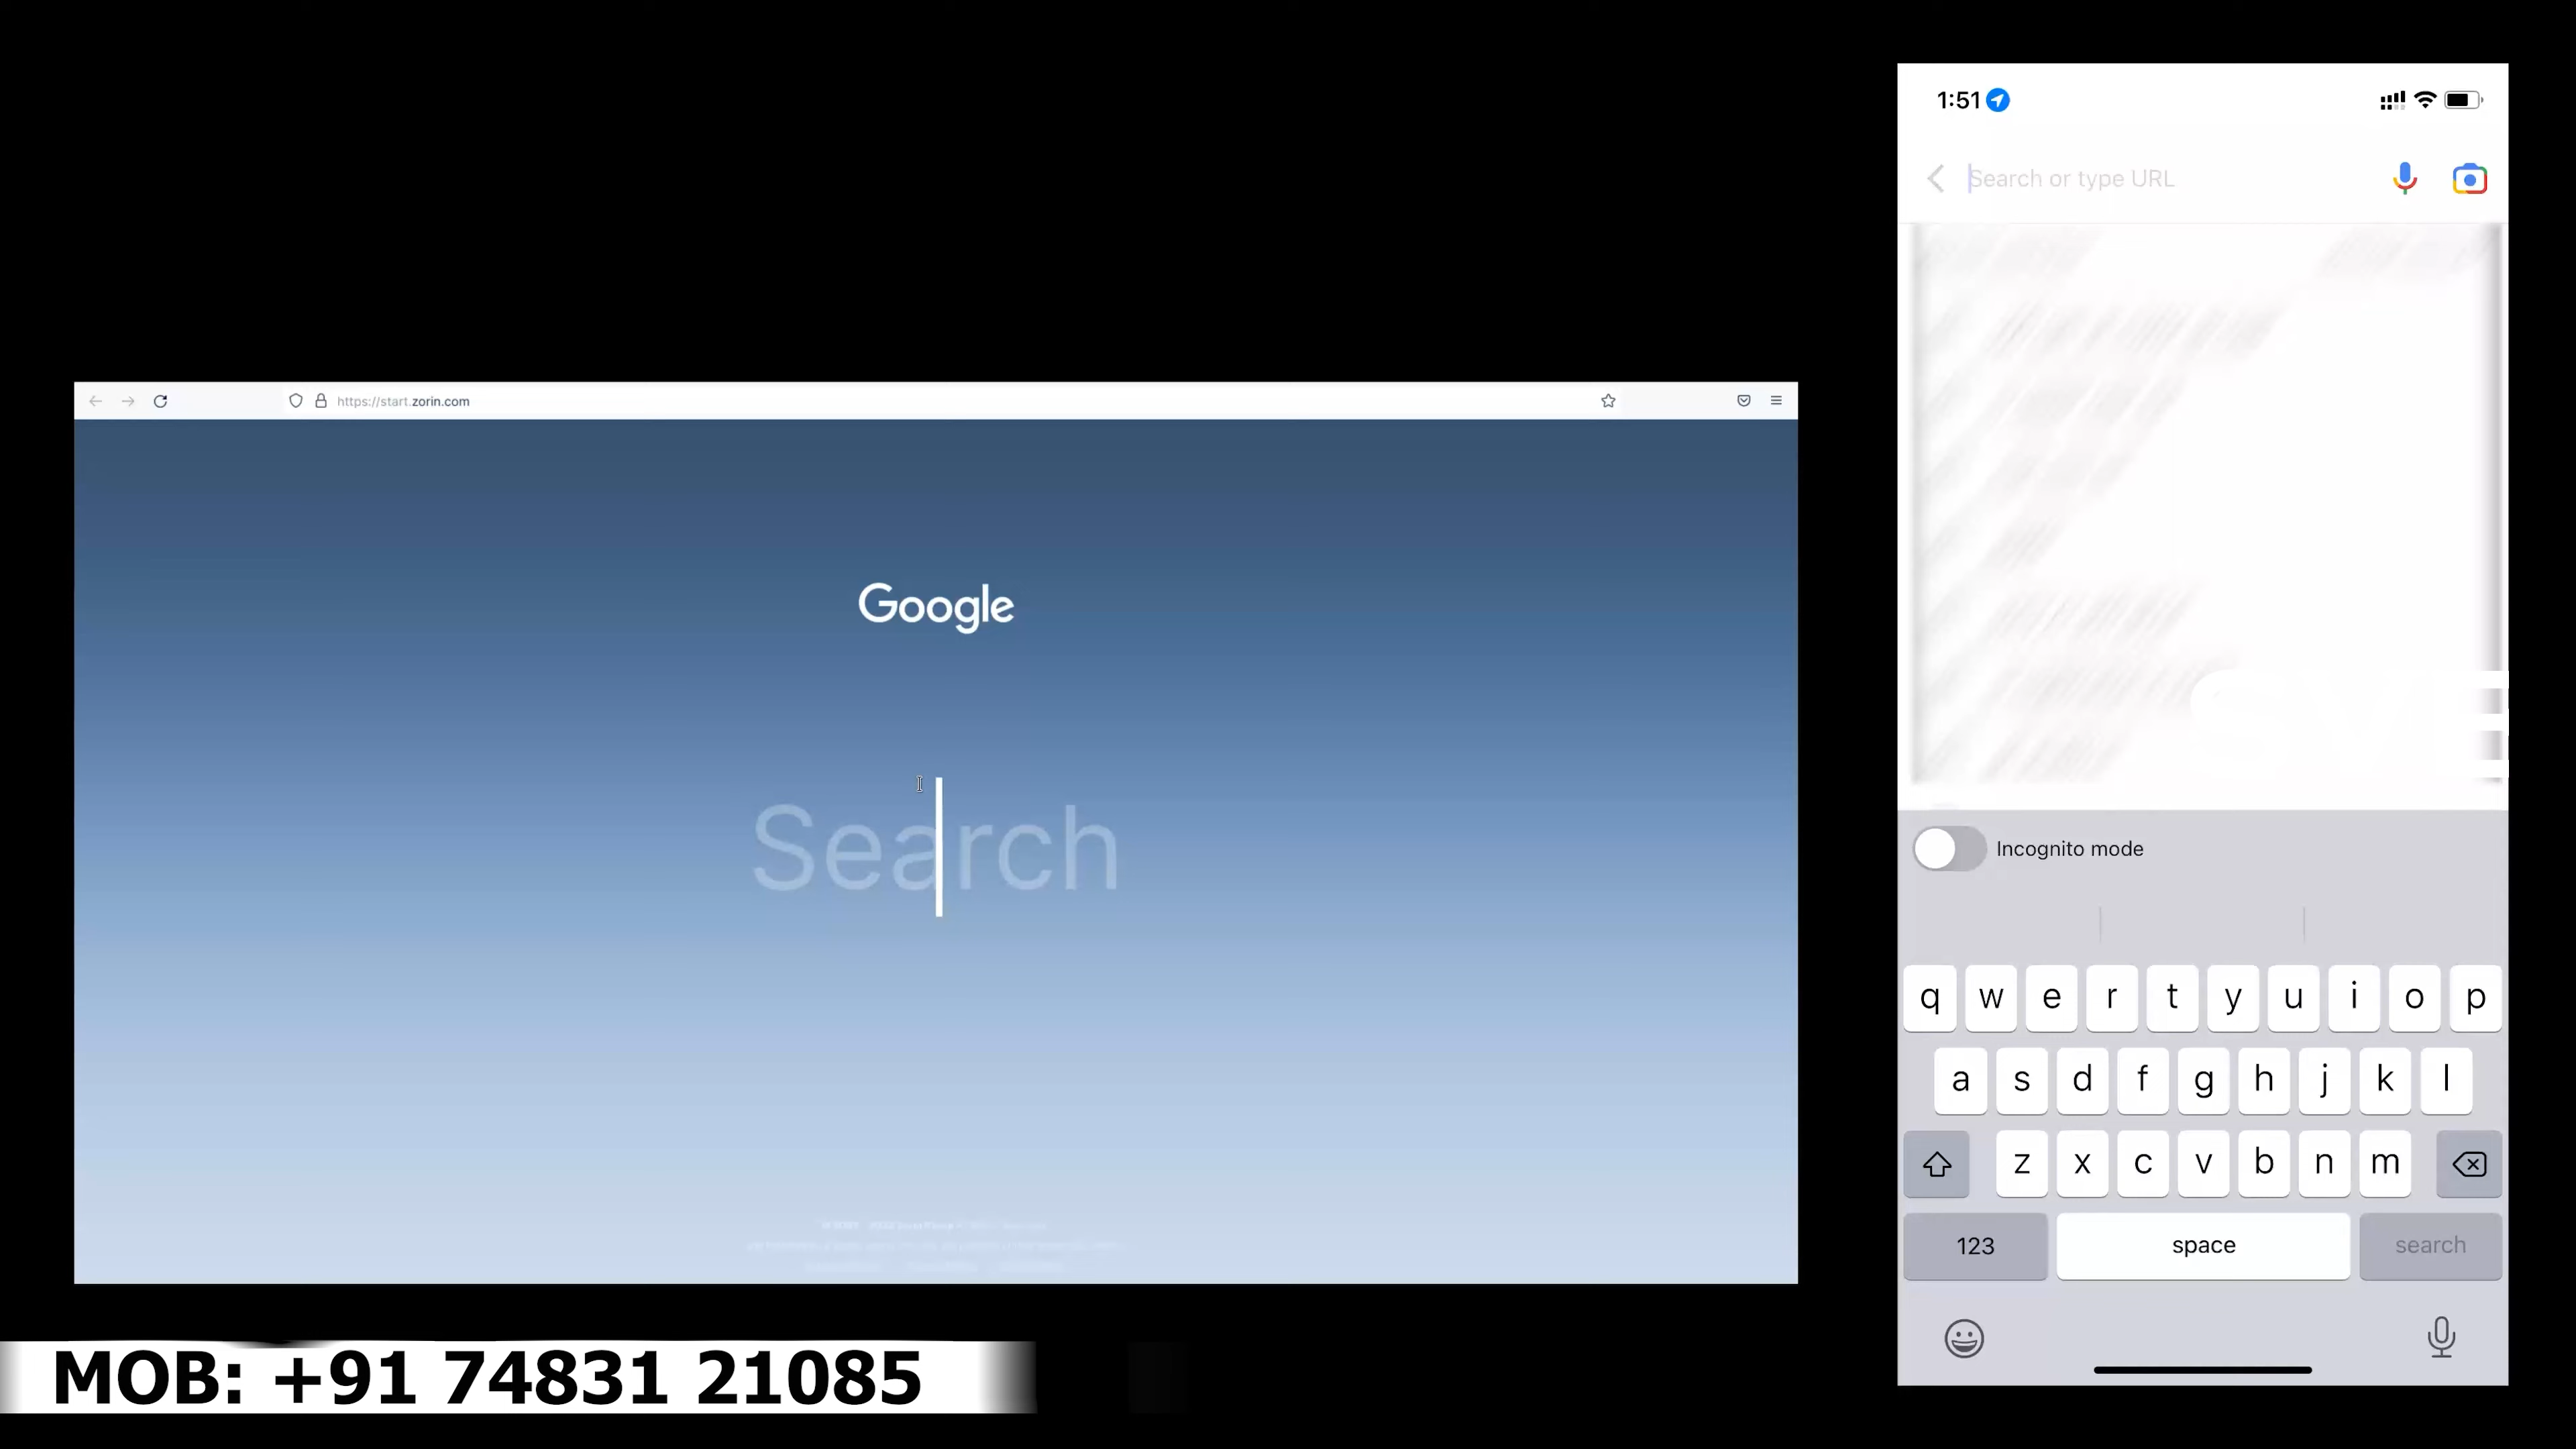 1:51
Search or type URL
https://start.zorin.com
Google
Search
Incognito mode
q w e r t y u i o p
a s d f g h j k l
z x c v b n m
123 space search
MOB: +91 74831 21085